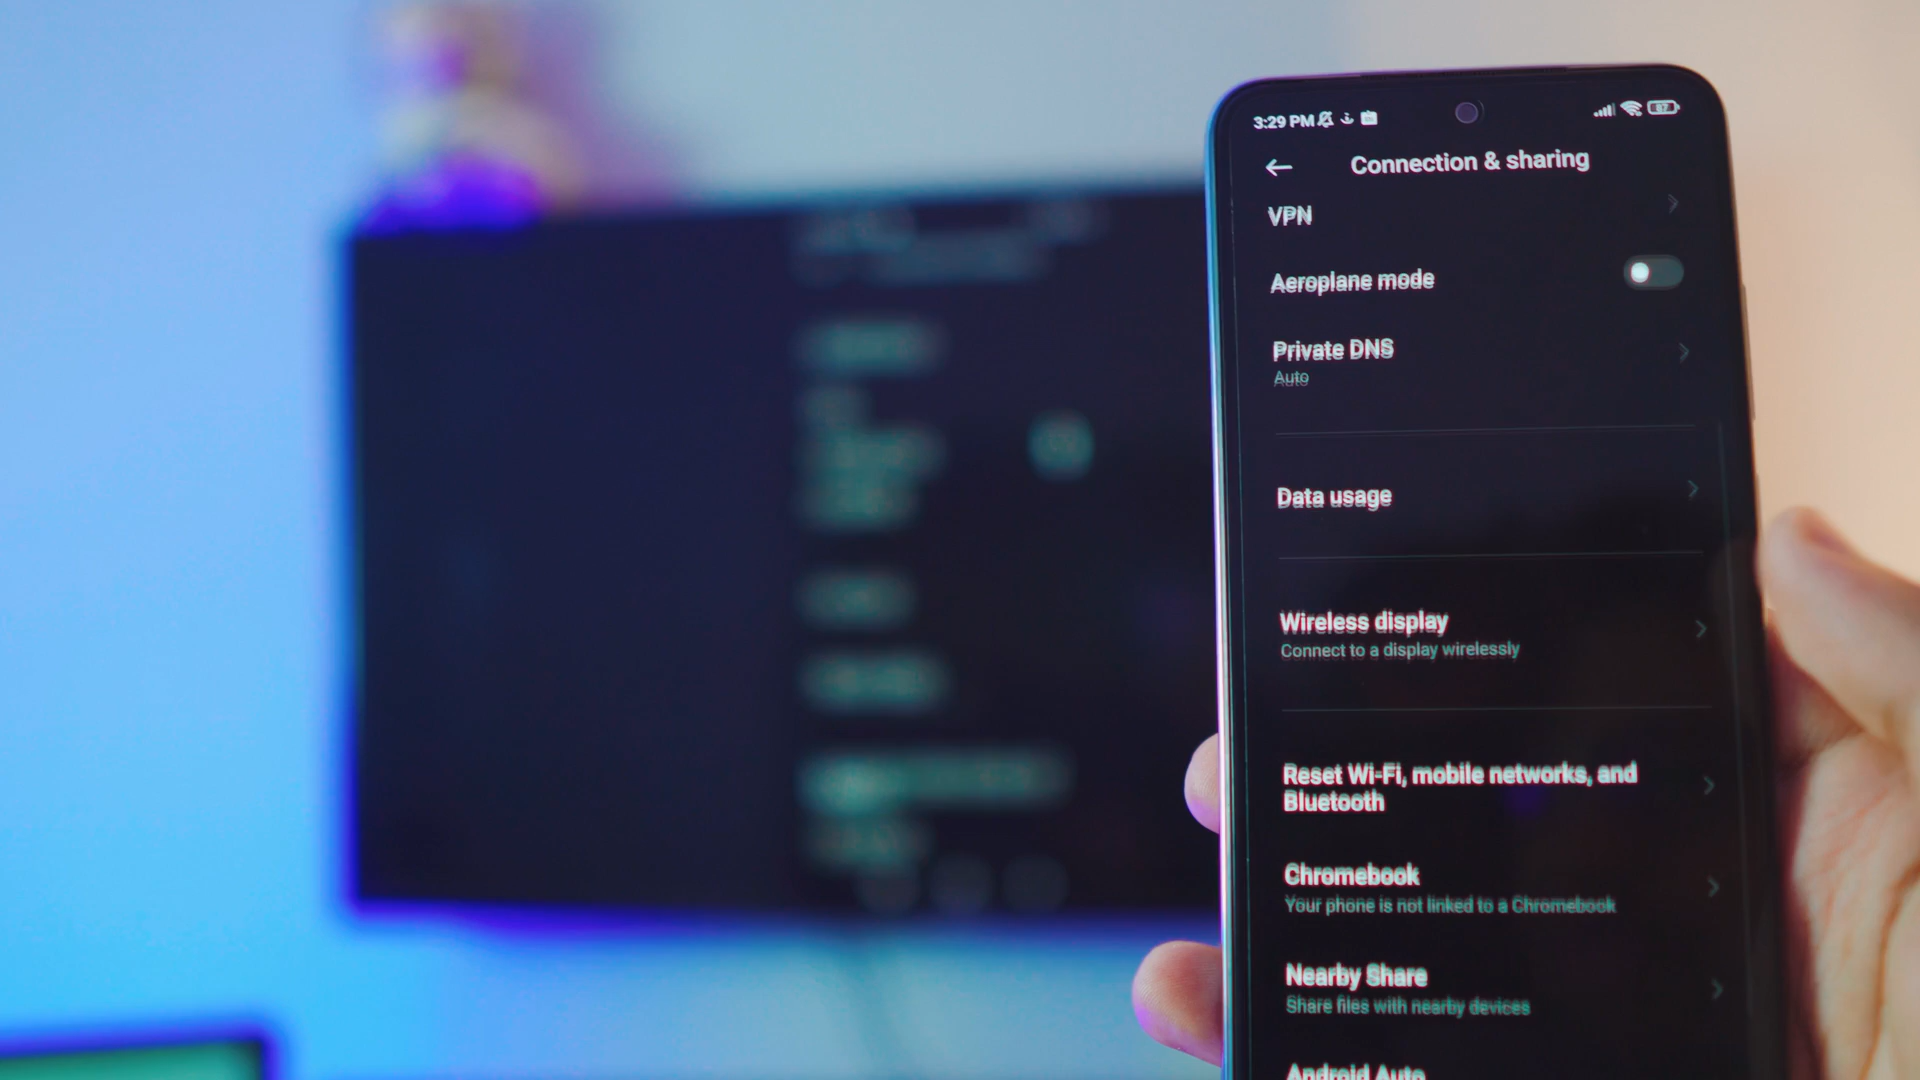 3:29 PM
87
Connection & sharing
VPN
Aeroplane mode
Private DNS
Auto
Data usage
Wireless display
Connect to a display wirelessly
Reset Wi-Fi, mobile networks, and
Bluetooth
Chromebook
Your phone is not linked to a Chromebook
Nearby Share
Share files with nearby devices
Android Auto